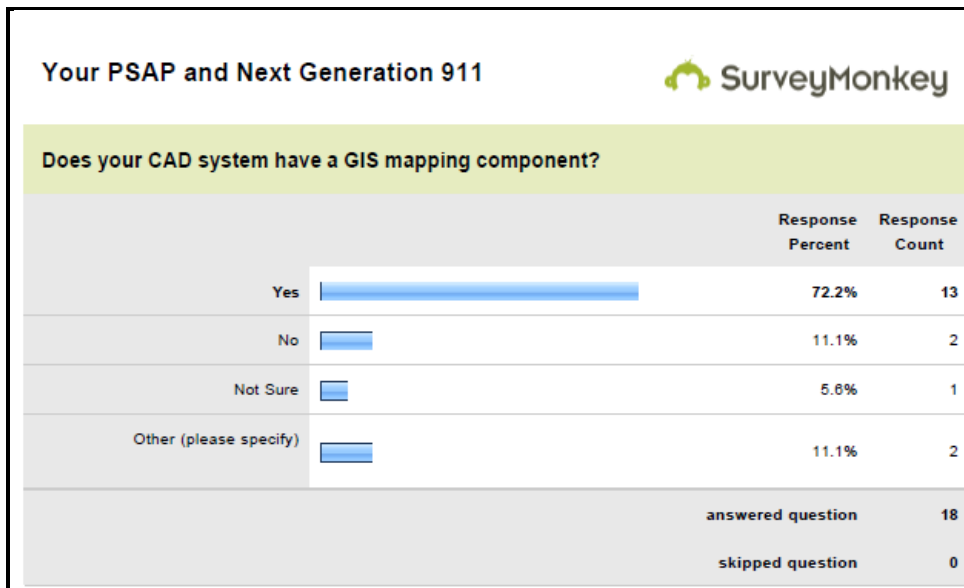 Your PSAP and Next Generation 911
SurveyMonkey
Does your CAD system have a GIS mapping component?
Response Percent Response Count
Yes 72.2% 13
No 11.1% 2
Not Sure 5.6% 1
Other (please specify) 11.1% 2
answered question 18
skipped question 0